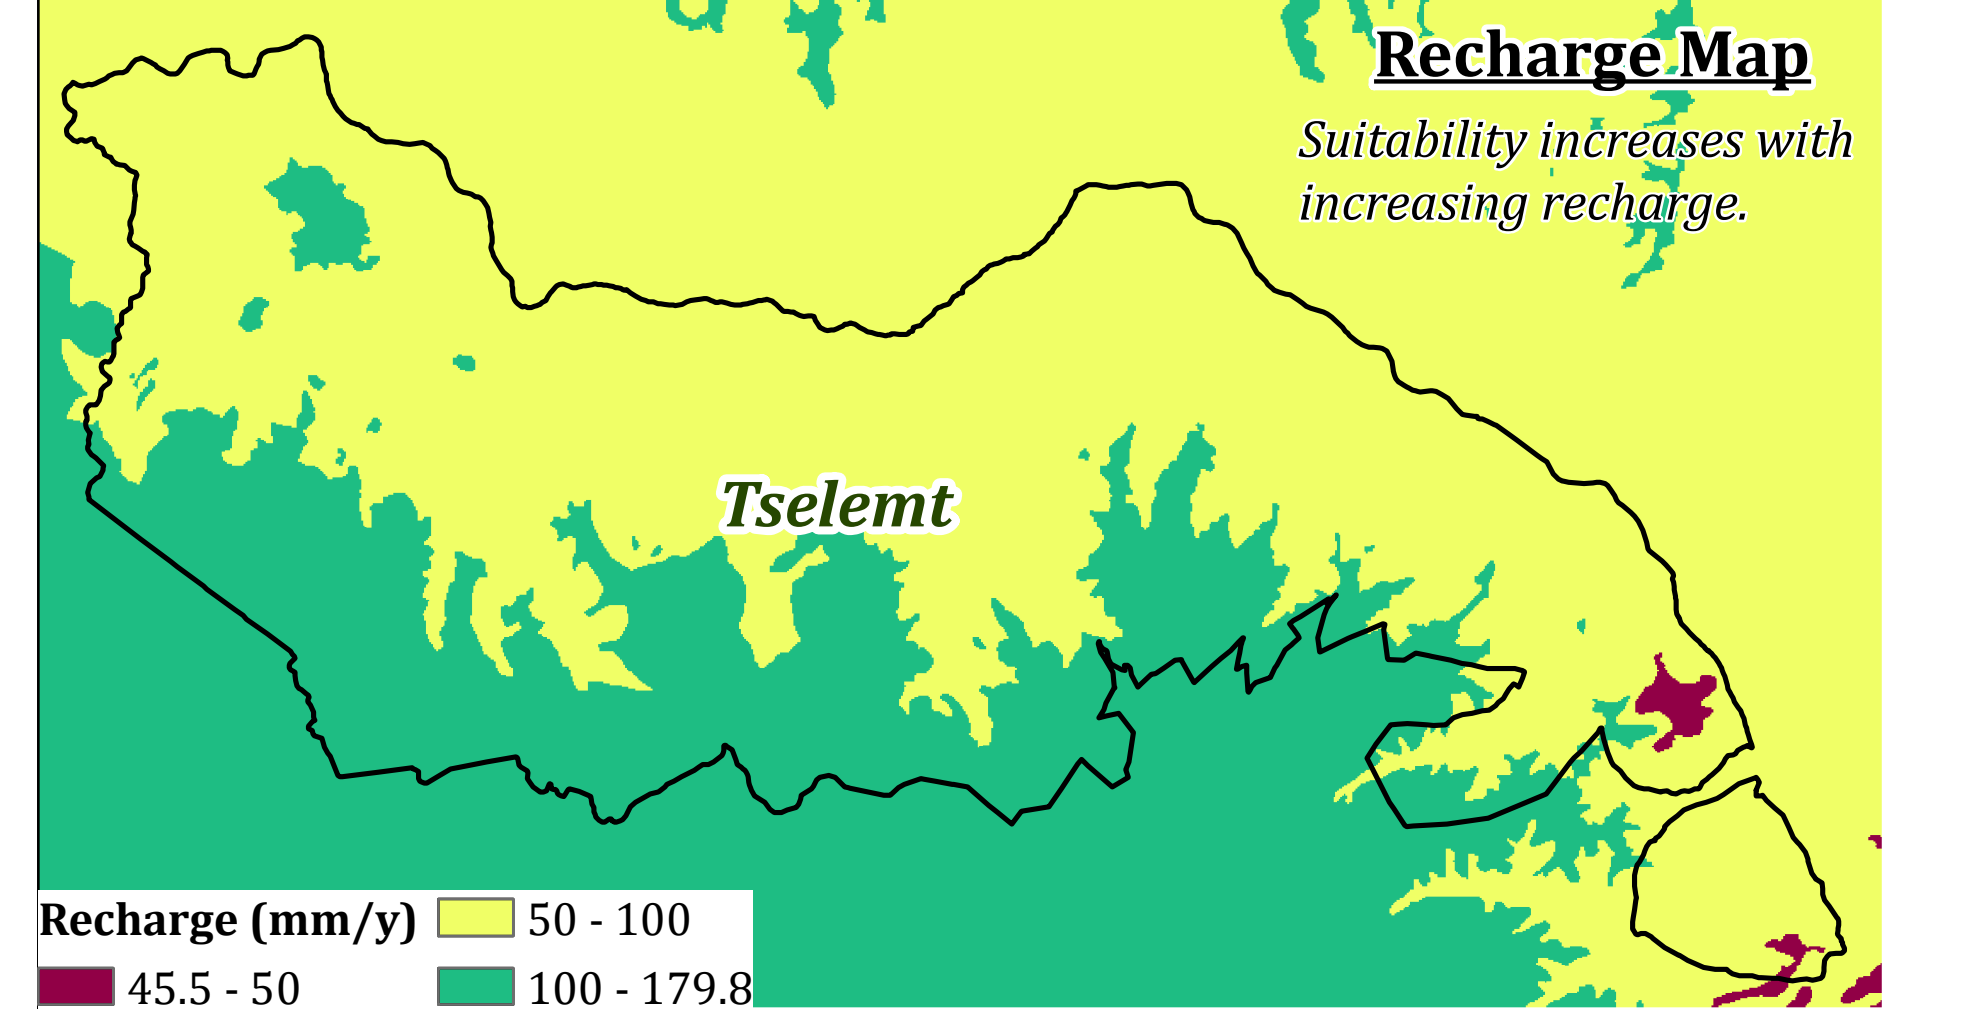 Recharge Map
Suitability increases with
increasing recharge.
Tselemt
Recharge (mm/y)
50 - 100
45.5 - 50
100 - 179.8